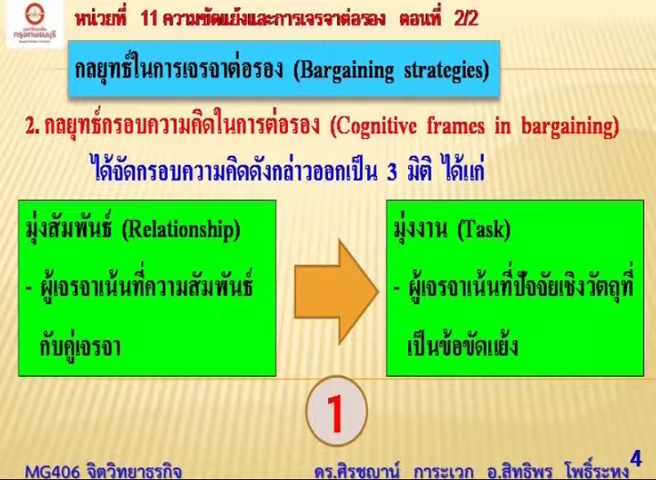 หน่วยที่ 11 ความขัดแย้งและการเจรจาต่อรอง ตอนที่ 2/2
กรุงเทพธนบุรี
กลยุทธ์ในการเจรจาต่อรอง (Bargaining strategies)
2. กลยุทธ์กรอบความคิดในการต่อรอง (Cognitive frames in bargaining)
ได้จัดกรอบความคิดดังกล่าวออกเป็น 3 มิติ ได้แก่
มุ่งสัมพันธ์ (Relationship)
- ผู้เจรจาเน้นที่ความสัมพันธ์
กับคู่เจรจา
มุ่งงาน (Task)
- ผู้เจรจาเน้นที่ปัจจัยเชิงวัตถุที่
เป็นข้อขัดแย้ง
1
MG406 จิตวิทยาธุรกิจ
ดร.ศิรชญาน์ การะเวก อ.สิทธิพร โพธิ์ระหง
4